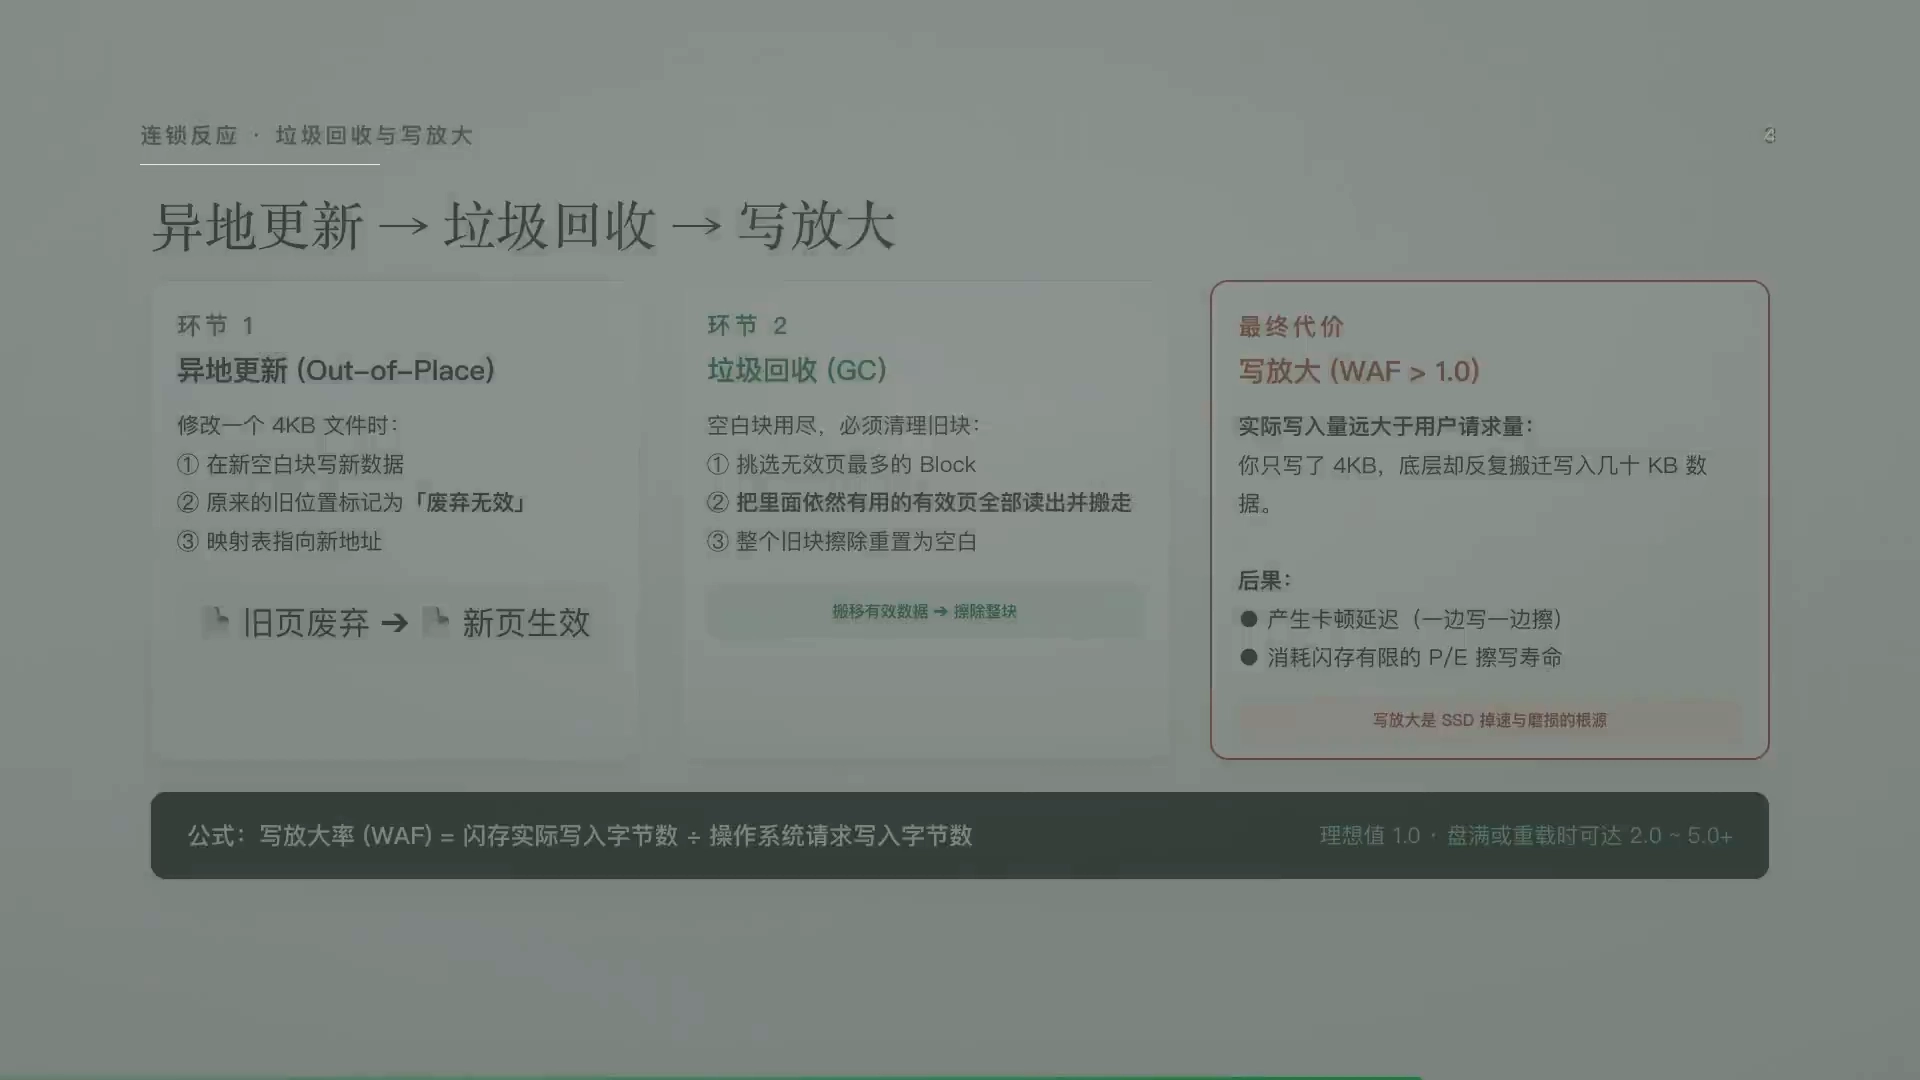 连锁反应 · 垃圾回收与写放大
3
异地更新 → 垃圾回收 → 写放大
环节 1
异地更新 (Out-of-Place)
修改一个 4KB 文件时：
① 在新空白块写新数据
② 原来的旧位置标记为「废弃无效」
③ 映射表指向新地址
旧页废弃 → 新页生效
环节 2
垃圾回收 (GC)
空白块用尽，必须清理旧块：
① 挑选无效页最多的 Block
② 把里面依然有用的有效页全部读出并搬走
③ 整个旧块擦除重置为空白
搬移有效数据 → 擦除整块
最终代价
写放大 (WAF > 1.0)
实际写入量远大于用户请求量：
你只写了 4KB，底层却反复搬迁写入几十 KB 数
据。
后果：
● 产生卡顿延迟（一边写一边擦）
● 消耗闪存有限的 P/E 擦写寿命
写放大是 SSD 掉速与磨损的根源
公式：写放大率 (WAF) = 闪存实际写入字节数 ÷ 操作系统请求写入字节数
理想值 1.0 · 盘满或重载时可达 2.0 ~ 5.0+